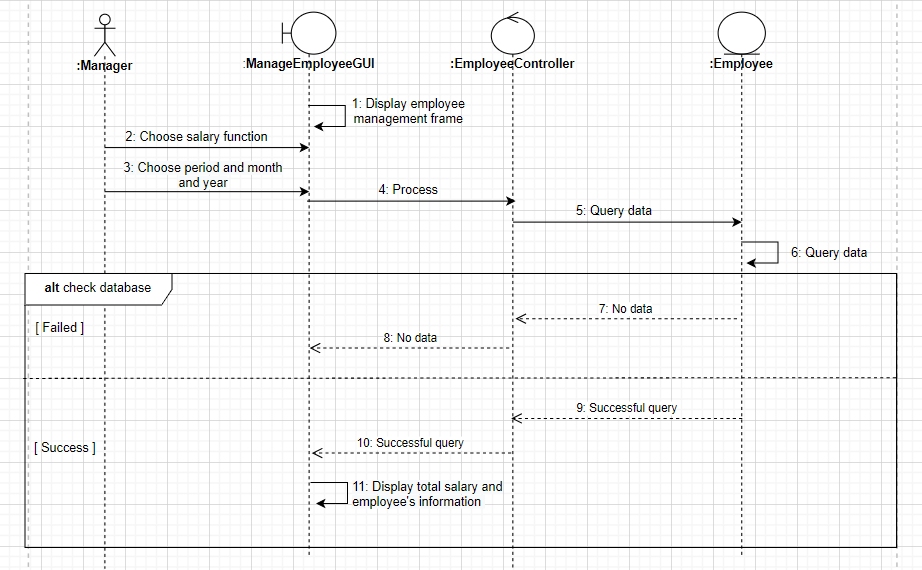 :Manager
:ManageEmployeeGUI
:EmployeeController
:Employee
1: Display employee
management frame
2: Choose salary function
3: Choose period and month
and year
4: Process
5: Query data
6: Query data
alt check database
[ Failed ]
7: No data
8: No data
9: Successful query
[ Success ]
10: Successful query
11: Display total salary and
employee's information